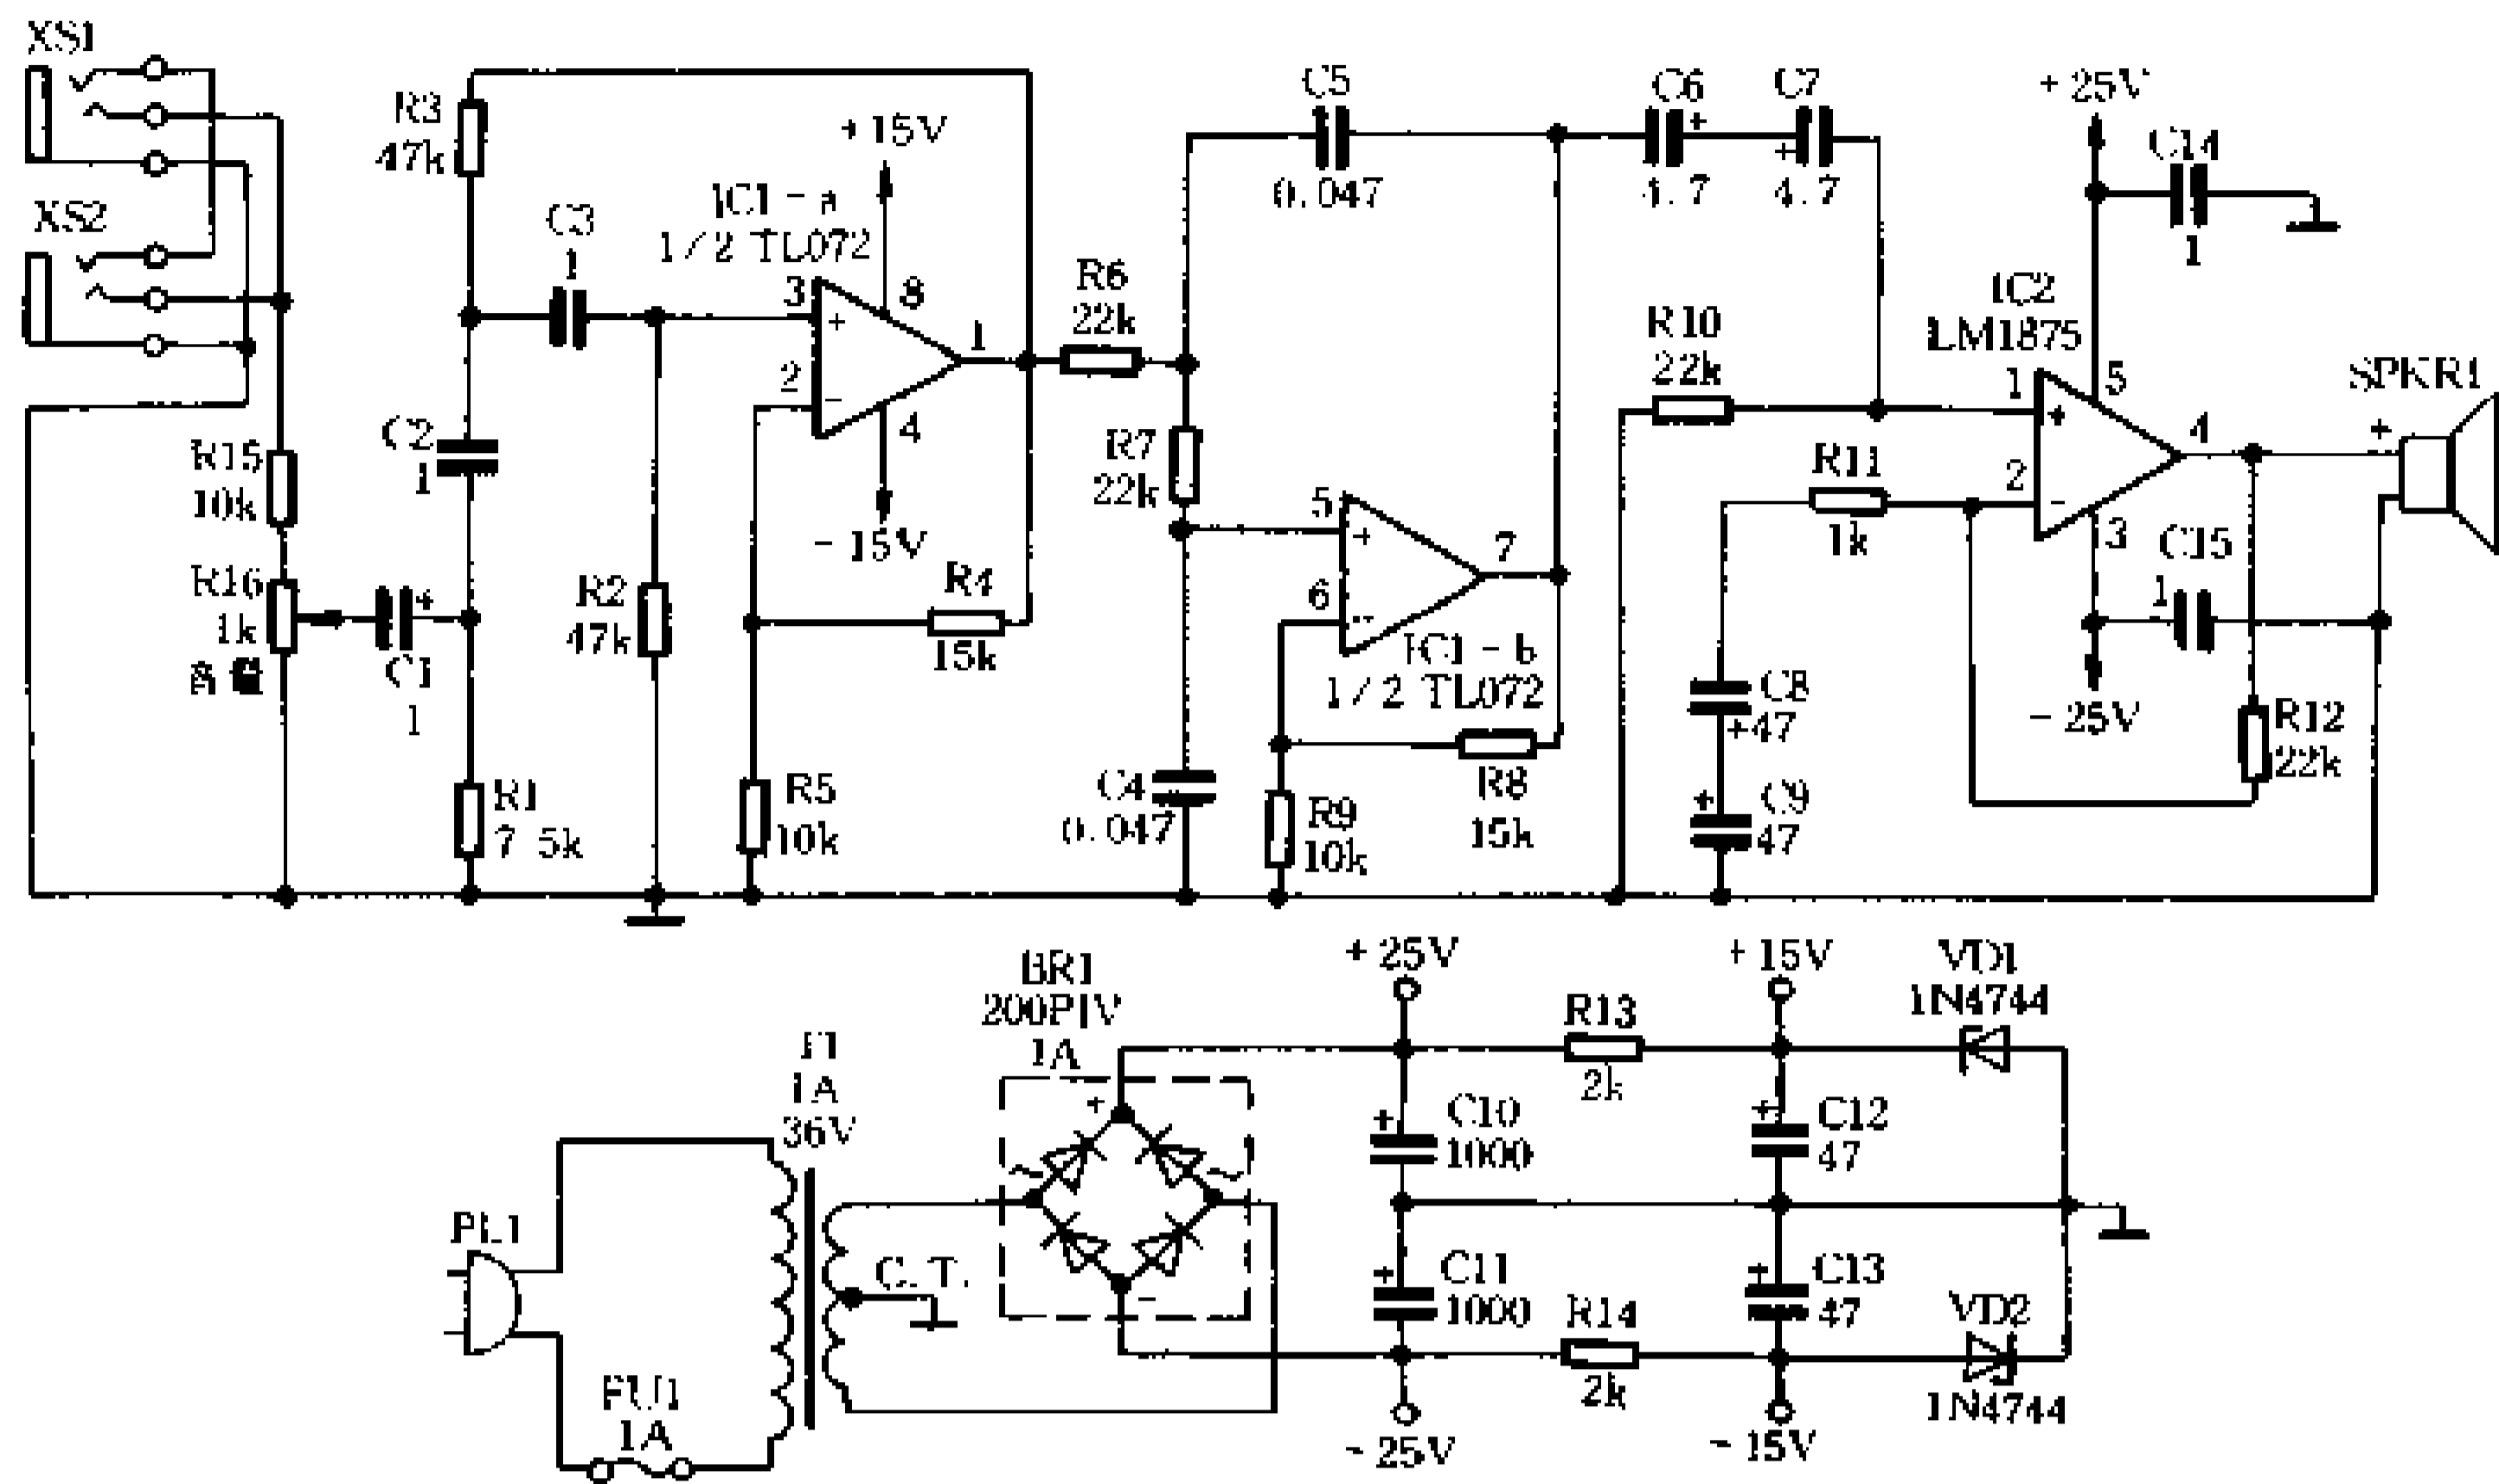 XS1
XS2
R3
47k
C3
1
+15V
IC1-a
1/2 TL072
3
8
2
1
4
-15V
C2
1
R15
10k
R16
1k
C1
+
1
R1
7 5k
R2
47k
R4
15k
R5
10k
R6
22k
R7
22k
C5
0.047
C4
0.047
5
6
7
IC1-b
1/2 TL072
R8
15k
R9
10k
C6
+
4.7
C7
+
4.7
R10
22k
R11
1k
C8
+47
C9
+
47
+25V
C14
1
IC2
LM1875
1
5
2
4
3
C15
1
-25V
R12
22k
SPKR1
+
PL1
FU1
1A
1A
36V
C.T.
BR1
200PIV
1A
+
-
+25V
R13
2k
+15V
VD1
1N4744
+
C10
1000
+
C12
47
+
C11
1000
+
C13
47
R14
2k
VD2
1N4744
-25V
-15V